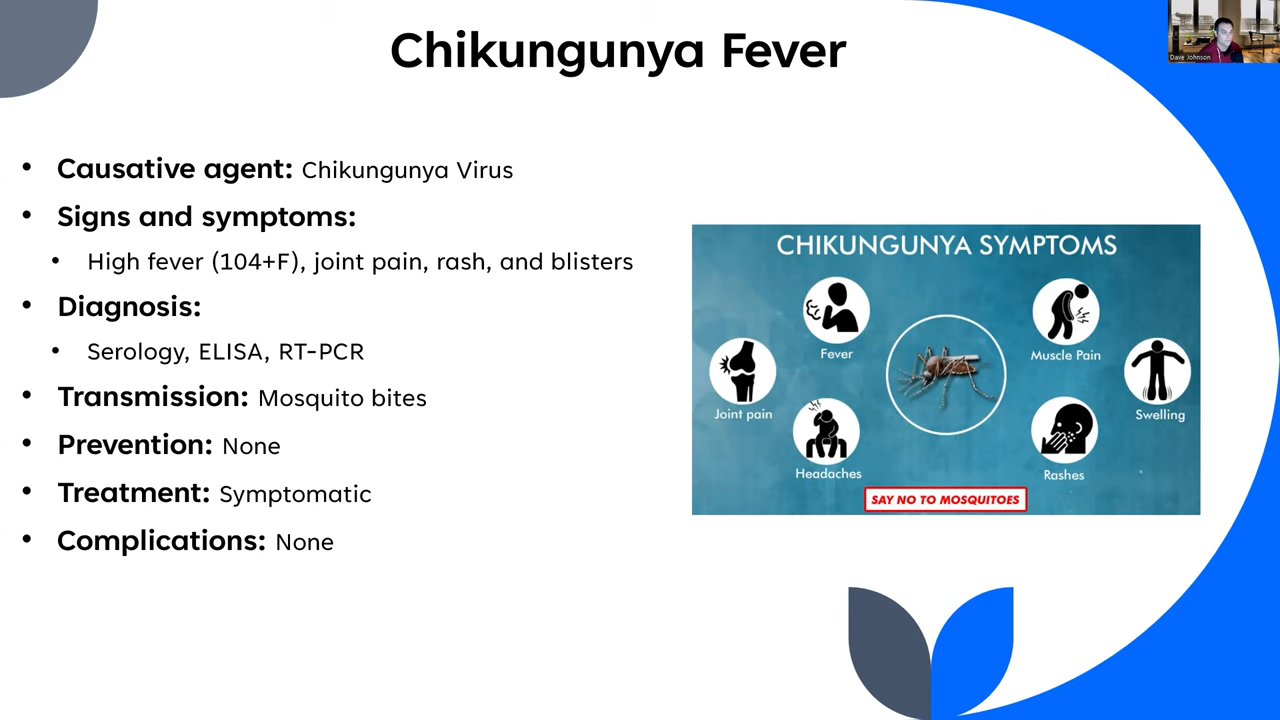 Chikungunya Fever
Dave Johnson
• Causative agent: Chikungunya Virus
• Signs and symptoms:
• High fever (104+F), joint pain, rash, and blisters
• Diagnosis:
• Serology, ELISA, RT-PCR
• Transmission: Mosquito bites
• Prevention: None
• Treatment: Symptomatic
• Complications: None
CHIKUNGUNYA SYMPTOMS
Fever
Muscle Pain
Joint pain
Swelling
Headaches
Rashes
SAY NO TO MOSQUITOES